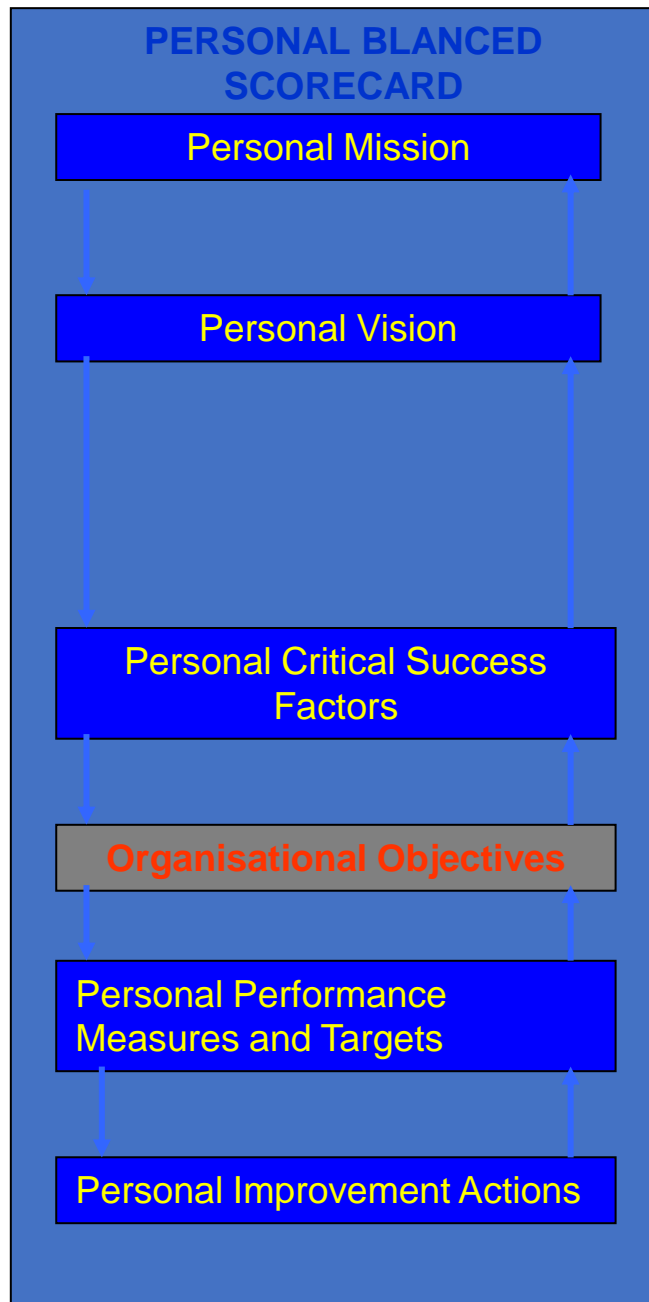 PERSONAL BLANCED
SCORECARD
Personal Mission
Personal Vision
Personal Critical Success
Factors
Organisational Objectives
Personal Performance
Measures and Targets
Personal Improvement Actions